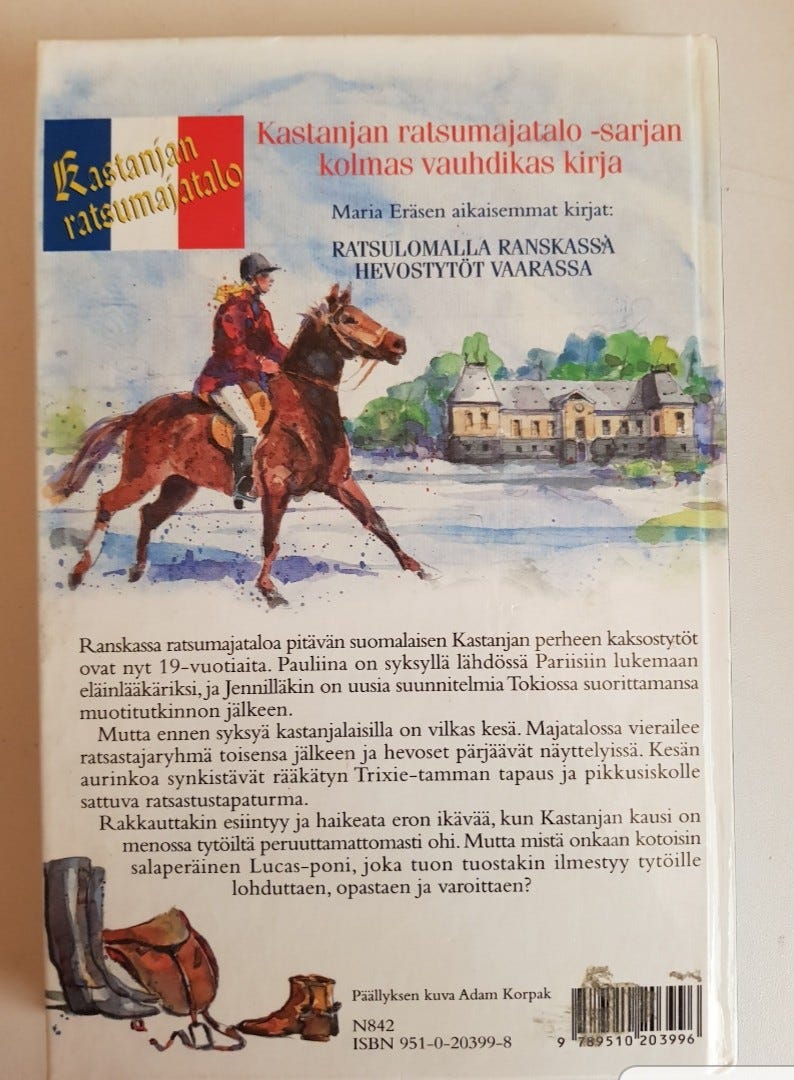 Kastanjan
ratsumajatalo
Kastanjan ratsumajatalo -sarjan
kolmas vauhdikas kirja
Maria Eräsen aikaisemmat kirjat:
RATSULOMALLA RANSKASSA
HEVOSTYTÖT VAARASSA
Ranskassa ratsumajataloa pitävän suomalaisen Kastanjan perheen kaksostytöt
ovat nyt 19-vuotiaita. Pauliina on syksyllä lähdössä Pariisiin lukemaan
eläinlääkäriksi, ja Jennilläkin on uusia suunnitelmia Tokiossa suorittamansa
muotitutkinnon jälkeen.
Mutta ennen syksyä kastanjalaisilla on vilkas kesä. Majatalossa vierailee
ratsastajaryhmä toisensa jälkeen ja hevoset pärjäävät näyttelyissä. Kesän
aurinkoa synkistävät rääkätyn Trixie-tamman tapaus ja pikkusiskolle
sattuva ratsastustapaturma.
Rakkauttakin esiintyy ja haikeata eron ikävää, kun Kastanjan kausi on
menossa tytöiltä peruuttamattomasti ohi. Mutta mistä onkaan kotoisin
salaperäinen Lucas-poni, joka tuon tuostakin ilmestyy tytöille
lohduttaen, opastaen ja varoittaen?
Päällyksen kuva Adam Korpak
N842
ISBN 951-0-20399-8
9 789510 203996